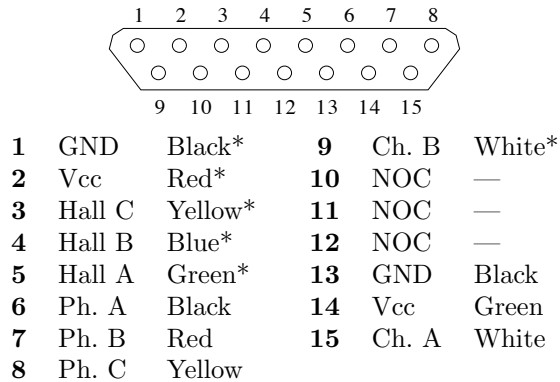 1 2 3 4 5 6 7 8
9 10 11 12 13 14 15
1 GND Black* 9 Ch. B White*
2 Vcc Red* 10 NOC —
3 Hall C Yellow* 11 NOC —
4 Hall B Blue* 12 NOC —
5 Hall A Green* 13 GND Black
6 Ph. A Black 14 Vcc Green
7 Ph. B Red 15 Ch. A White
8 Ph. C Yellow